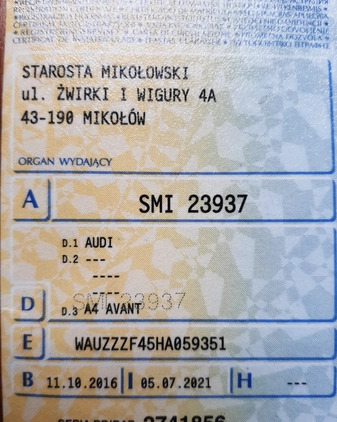 STAROSTA MIKOŁOWSKI
ul. ŻWIRKI I WIGURY 4A
43-190 MIKOŁÓW
ORGAN WYDAJĄCY
A SMI 23937
D.1 AUDI
D.2 ---
----
----
SMI 23937
D D.3 A4 AVANT
E WAUZZZF45HA059351
B 11.10.2016 I 05.07.2021 H ---